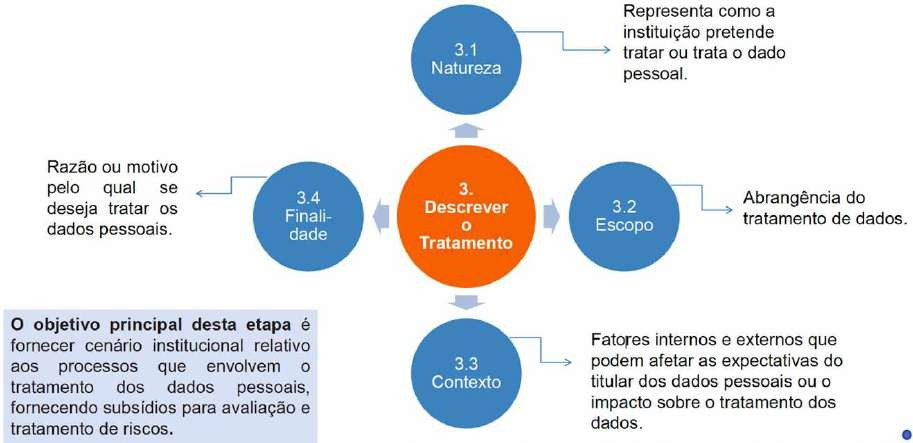 3.1
Natureza
Representa como a
instituição pretende
tratar ou trata o dado
pessoal.
Razão ou motivo
pelo qual se
deseja tratar os
dados pessoais.
3.4
Finali-
dade
3.
Descrever
o
Tratamento
3.2
Escopo
Abrangência do
tratamento de dados.
O objetivo principal desta etapa é
fornecer cenário institucional relativo
aos processos que envolvem o
tratamento dos dados pessoais,
fornecendo subsídios para avaliação e
tratamento de riscos.
3.3
Contexto
Fatores internos e externos que
podem afetar as expectativas do
titular dos dados pessoais ou o
impacto sobre o tratamento dos
dados.